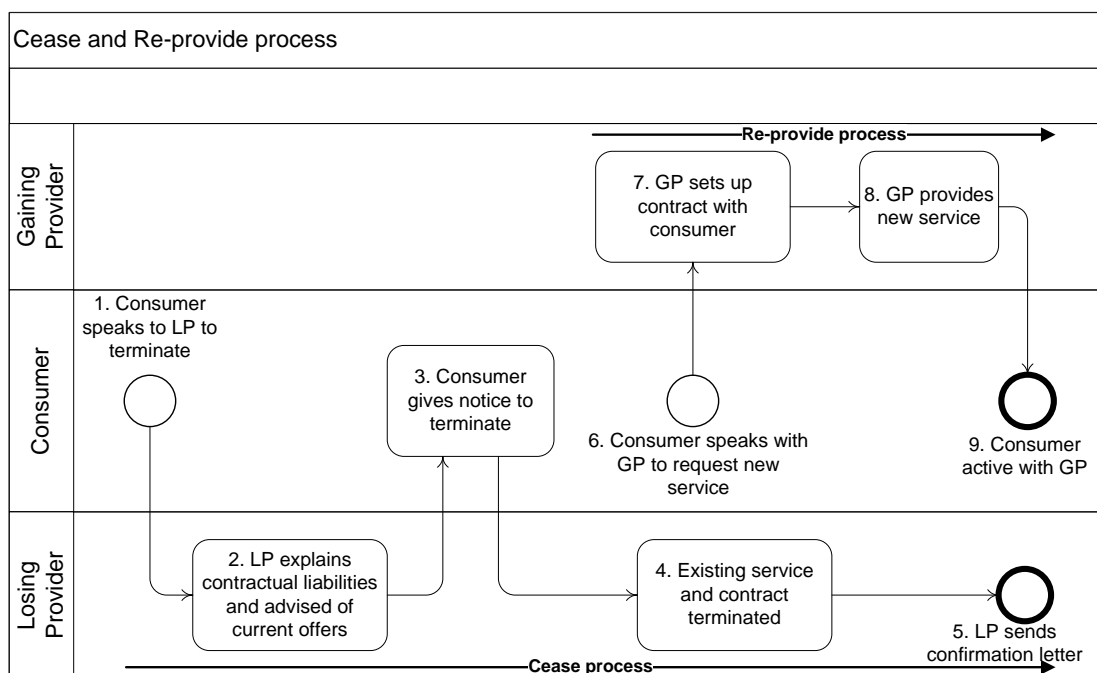 Cease and Re-provide process
Gaining
Provider
Re-provide process
7. GP sets up
contract with
consumer
8. GP provides
new service
Consumer
1. Consumer
speaks to LP to
terminate
3. Consumer
gives notice to
terminate
6. Consumer speaks with
GP to request new
service
9. Consumer
active with GP
Losing
Provider
2. LP explains
contractual liabilities
and advised of
current offers
4. Existing service
and contract
terminated
5. LP sends
confirmation letter
Cease process